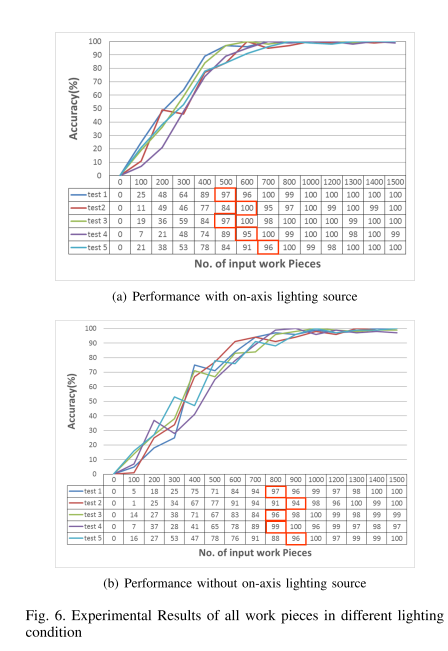 100
90
80
70
60
50
40
30
20
10
0
Accuracy(%)
0 100 200 300 400 500 600 700 800 900 1000 1100 1200 1300 1400 1500
test 1 0 25 48 64 89 97 96 100 99 100 100 100 100 100 100 100
test2 0 11 49 46 77 84 100 95 97 100 100 99 100 99 100
test 3 0 19 36 59 84 97 100 98 100 100 99 100 99 100 100
test 4 0 7 21 48 74 89 95 100 99 100 100 98 100 99
test 5 0 21 38 53 78 84 91 96 100 99 98 100 100 100
No. of input work Pieces
(a) Performance with on-axis lighting source
100
90
80
70
60
50
40
30
20
10
0
Accuracy(%)
0 100 200 300 400 500 600 700 800 900 1000 1100 1200 1300 1400 1500
test 1 0 5 18 25 75 71 84 94 97 96 99 97 98 100 100
test 2 0 1 25 34 67 77 91 94 91 94 98 96 100 99 100
test 3 0 14 27 38 71 67 83 84 96 98 100 99 98 99 99
test 4 0 7 37 28 41 65 78 89 99 100 96 99 97 98 97
test 5 0 16 27 53 47 78 76 91 88 96 100 97 99 99 100
No. of input work Pieces
(b) Performance without on-axis lighting source
Fig. 6. Experimental Results of all work pieces in different lighting
condition